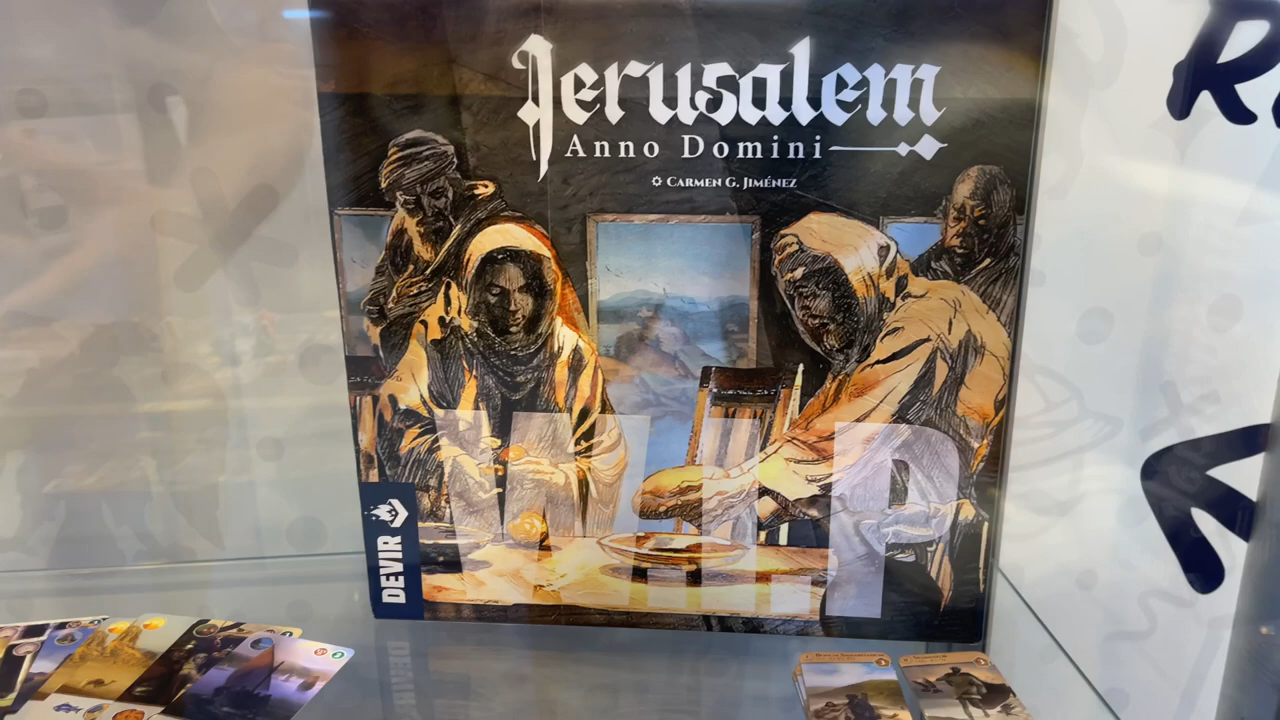 Jerusalem
Anno Domini
Carmen G. Jiménez
W.I.P
DEVIR